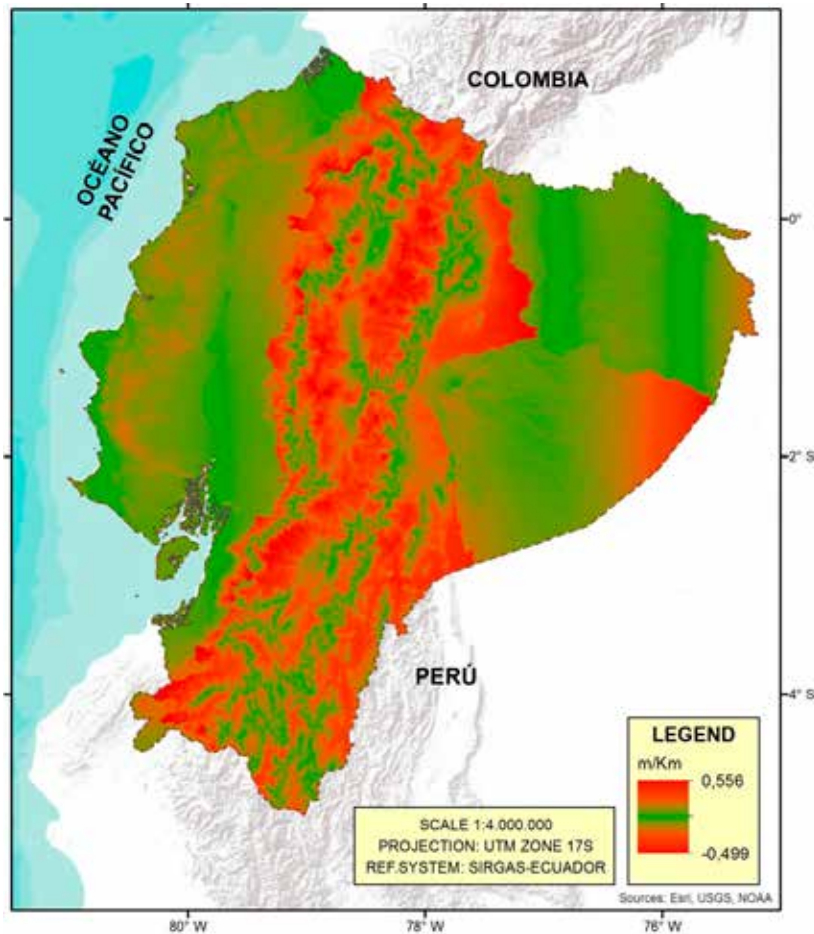 COLOMBIA
OCÉANO
PACÍFICO
0°
2° S
PERÚ
4° S
LEGEND
m/Km
0,556
-0,499
SCALE 1:4.000.000
PROJECTION: UTM ZONE 17S
REF.SYSTEM: SIRGAS-ECUADOR
Sources: Esri, USGS, NOAA
80° W
78° W
76° W